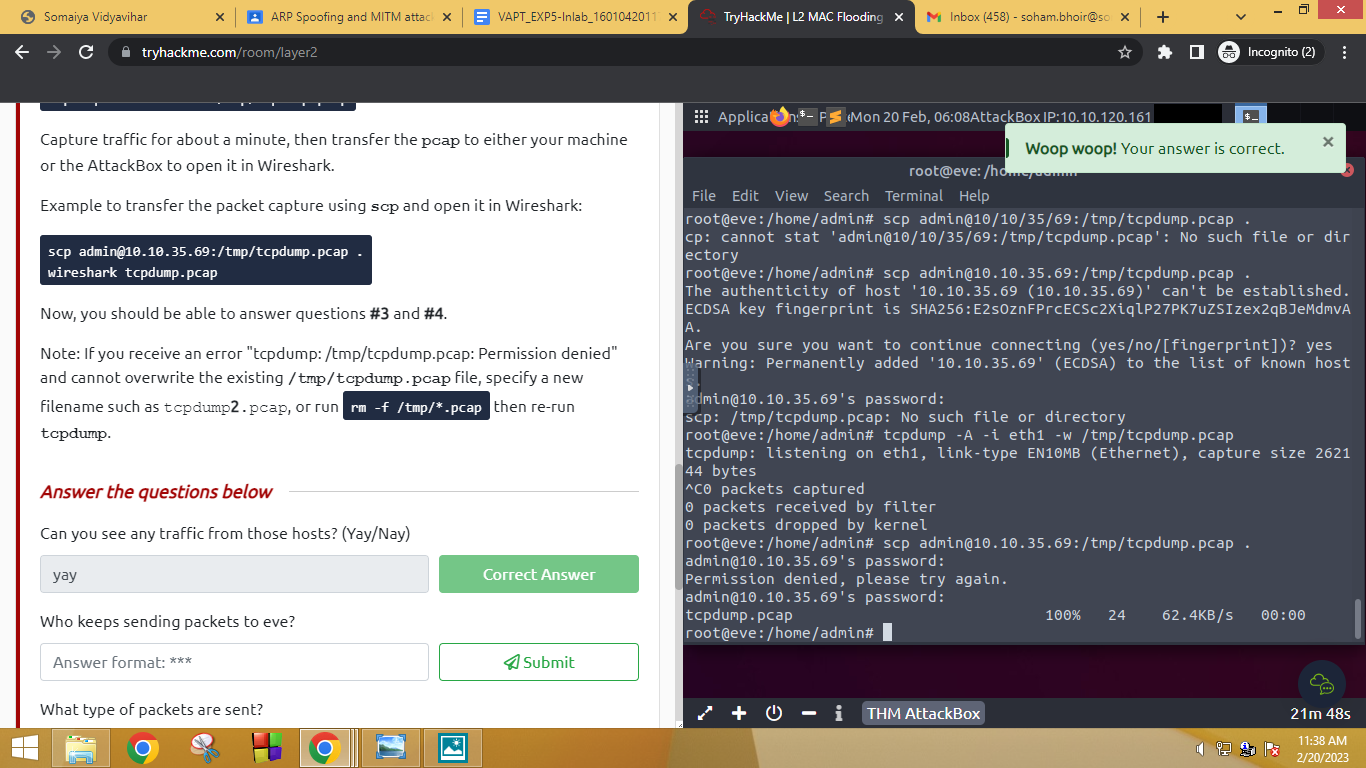 Somaiya Vidyavihar
ARP Spoofing and MITM attac
VAPT_EXP5-Inlab_1601042011
TryHackMe | L2 MAC Flooding
Inbox (458) - soham.bhoir@so
tryhackme.com/room/layer2
Incognito (2)
Capture traffic for about a minute, then transfer the pcap to either your machine
or the AttackBox to open it in Wireshark.
Example to transfer the packet capture using scp and open it in Wireshark:
scp admin@10.10.35.69:/tmp/tcpdump.pcap .
wireshark tcpdump.pcap
Now, you should be able to answer questions #3 and #4.
Note: If you receive an error "tcpdump: /tmp/tcpdump.pcap: Permission denied"
and cannot overwrite the existing /tmp/tcpdump.pcap file, specify a new
filename such as tcpdump2.pcap, or run rm -f /tmp/*.pcap then re-run
tcpdump.
Answer the questions below
Can you see any traffic from those hosts? (Yay/Nay)
yay
Correct Answer
Who keeps sending packets to eve?
Answer format: ***
Submit
What type of packets are sent?
Mon 20 Feb, 06:08 AttackBox IP:10.10.120.161
Woop woop! Your answer is correct.
root@eve: /home/admin
File Edit View Search Terminal Help
root@eve:/home/admin# scp admin@10/10/35/69:/tmp/tcpdump.pcap .
cp: cannot stat 'admin@10/10/35/69:/tmp/tcpdump.pcap': No such file or dir
ectory
root@eve:/home/admin# scp admin@10.10.35.69:/tmp/tcpdump.pcap .
The authenticity of host '10.10.35.69 (10.10.35.69)' can't be established.
ECDSA key fingerprint is SHA256:E2sOznFPrcECSc2XiqlP27PK7uZSIzex2qBJeMdmvA
A.
Are you sure you want to continue connecting (yes/no/[fingerprint])? yes
Warning: Permanently added '10.10.35.69' (ECDSA) to the list of known host
admin@10.10.35.69's password:
scp: /tmp/tcpdump.pcap: No such file or directory
root@eve:/home/admin# tcpdump -A -i eth1 -w /tmp/tcpdump.pcap
tcpdump: listening on eth1, link-type EN10MB (Ethernet), capture size 2621
44 bytes
^C0 packets captured
0 packets received by filter
0 packets dropped by kernel
root@eve:/home/admin# scp admin@10.10.35.69:/tmp/tcpdump.pcap .
admin@10.10.35.69's password:
Permission denied, please try again.
admin@10.10.35.69's password:
tcpdump.pcap 100% 24 62.4KB/s 00:00
root@eve:/home/admin#
THM AttackBox
21m 48s
11:38 AM
2/20/2023